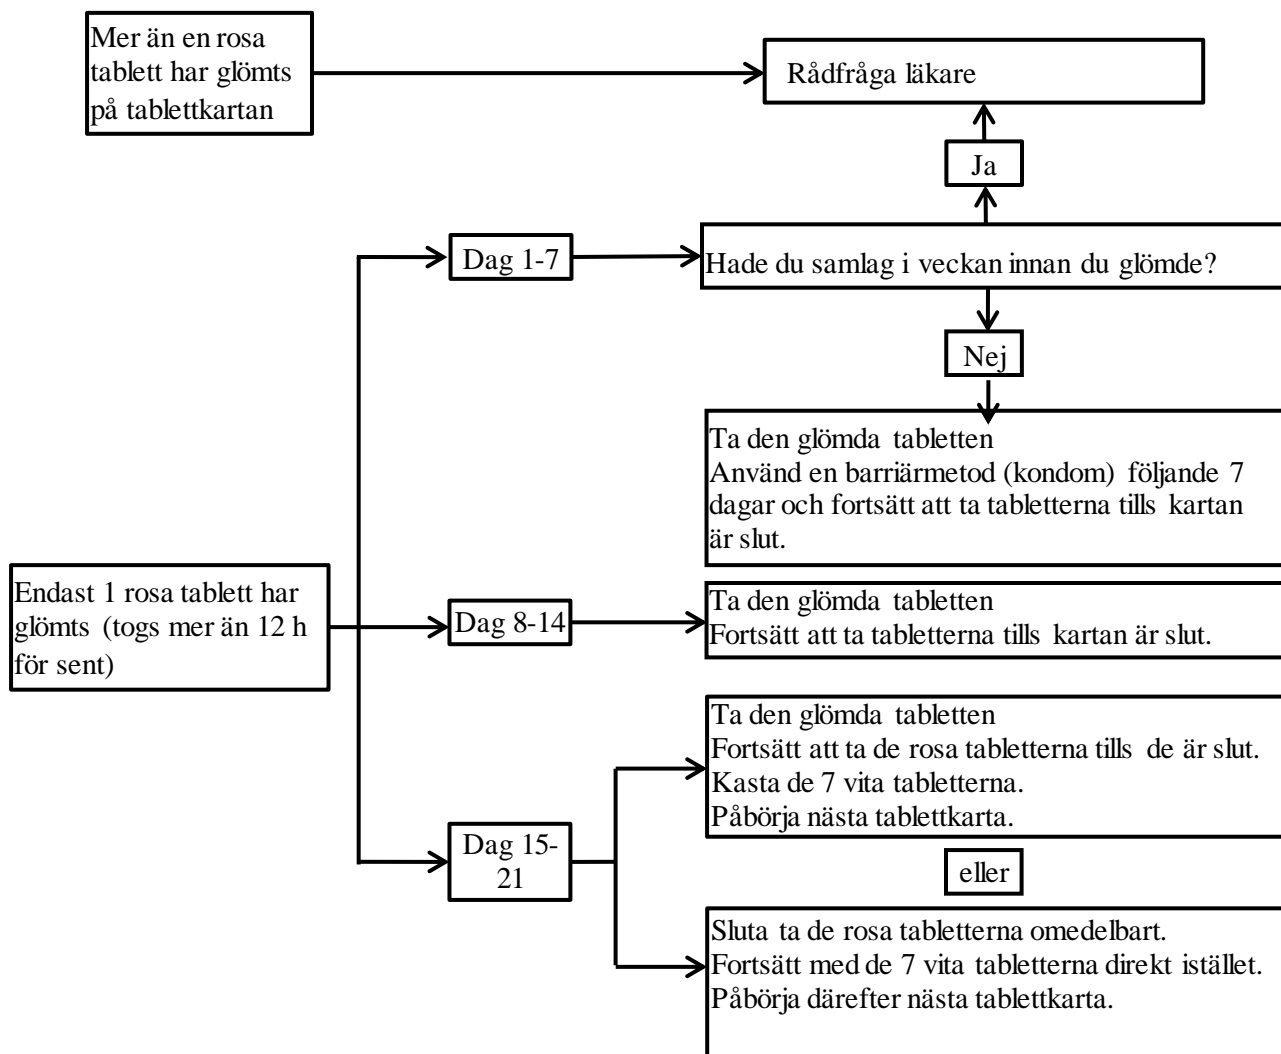 Mer än en rosa
tablett har glömts
på tablettkartan
Rådfråga läkare
Ja
Dag 1-7
Hade du samlag i veckan innan du glömde?
Nej
Ta den glömda tabletten
Använd en barriärmetod (kondom) följande 7
dagar och fortsätt att ta tabletterna tills kartan
är slut.
Endast 1 rosa tablett har
glömts (togs mer än 12 h
för sent)
Dag 8-14
Ta den glömda tabletten
Fortsätt att ta tabletterna tills kartan är slut.
Dag 15-
21
Ta den glömda tabletten
Fortsätt att ta de rosa tabletterna tills de är slut.
Kasta de 7 vita tabletterna.
Påbörja nästa tablettkarta.
eller
Sluta ta de rosa tabletterna omedelbart.
Fortsätt med de 7 vita tabletterna direkt istället.
Påbörja därefter nästa tablettkarta.